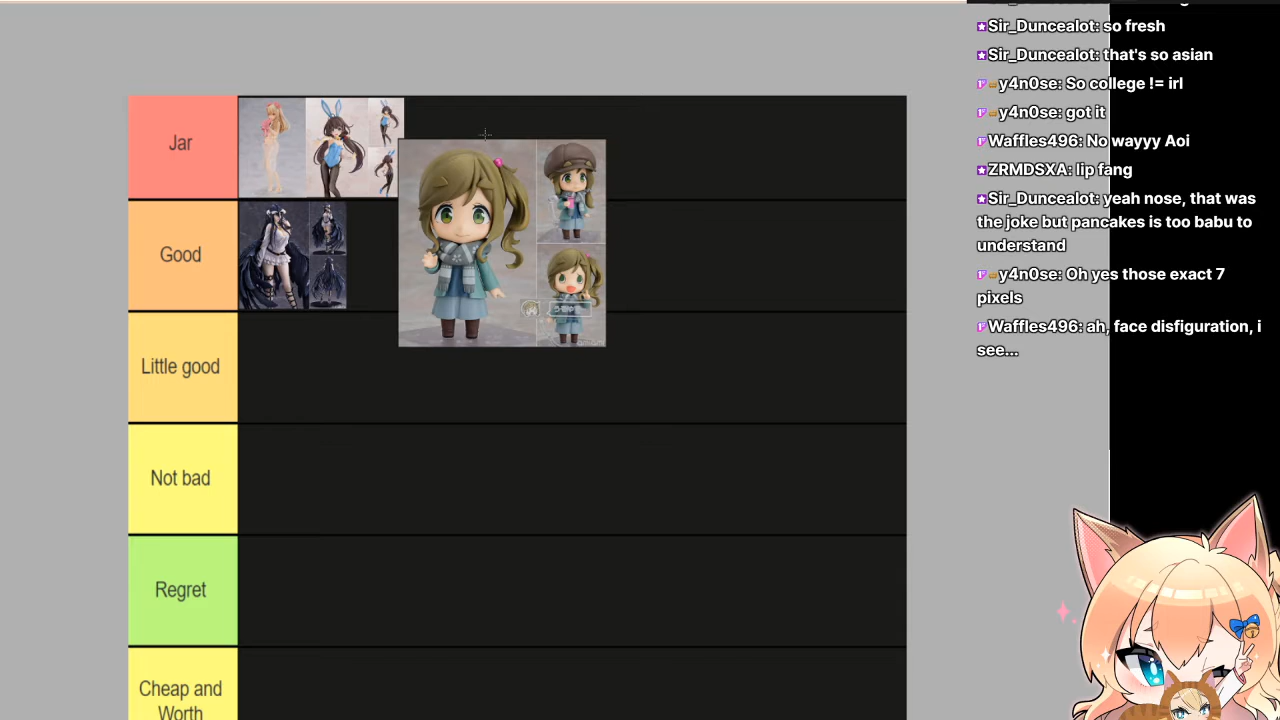 Sir_Duncealot: so fresh
Sir_Duncealot: that's so asian
y4n0se: So college != irl
y4n0se: got it
Waffles496: No wayyy Aoi
ZRMDSXA: lip fang
Sir_Duncealot: yeah nose, that was
the joke but pancakes is too babu to
understand
y4n0se: Oh yes those exact 7
pixels
Waffles496: ah, face disfiguration, i
see...
Jar
Good
Little good
Not bad
Regret
Cheap and
Worth